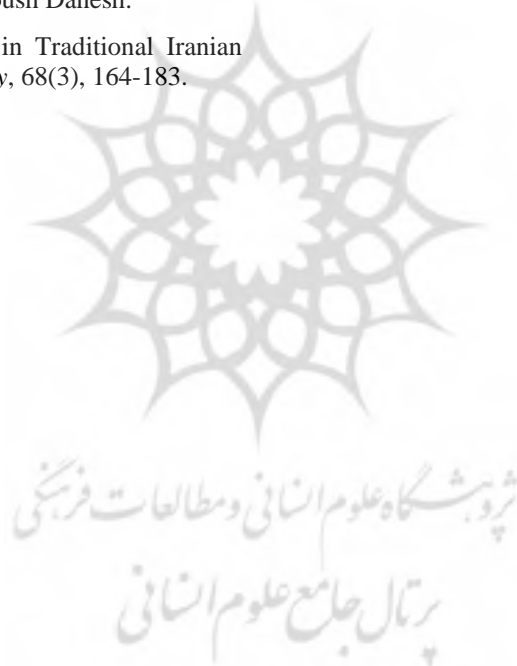 oush Danesh.
in Traditional Iranian
y, 68(3), 164-183.
پژوهشگاه علوم انسانی و مطالعات فرهنگی
پرتال جامع علوم انسانی